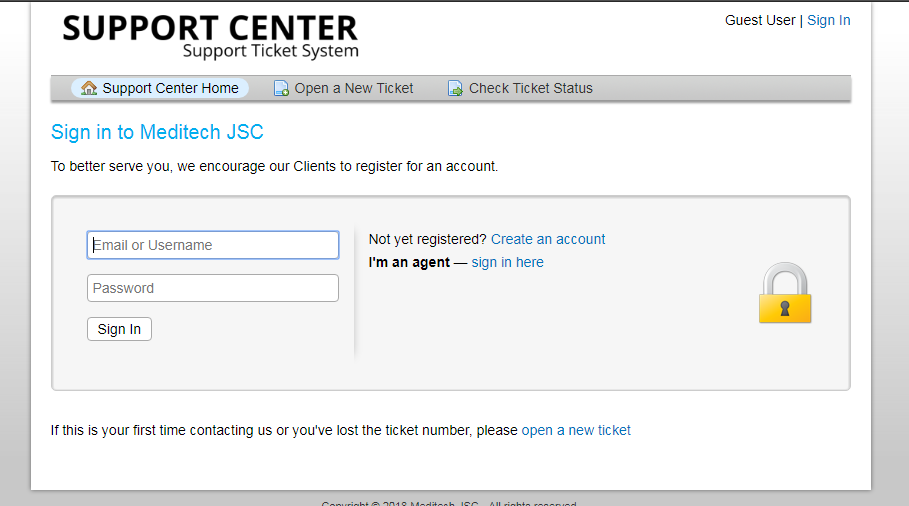 SUPPORT CENTER
Support Ticket System
Guest User | Sign In
Support Center Home
Open a New Ticket
Check Ticket Status
Sign in to Meditech JSC
To better serve you, we encourage our Clients to register for an account.
Email or Username
Password
Sign In
Not yet registered? Create an account
I'm an agent — sign in here
If this is your first time contacting us or you've lost the ticket number, please open a new ticket
Copyright © 2018 Meditech JSC - All rights reserved.